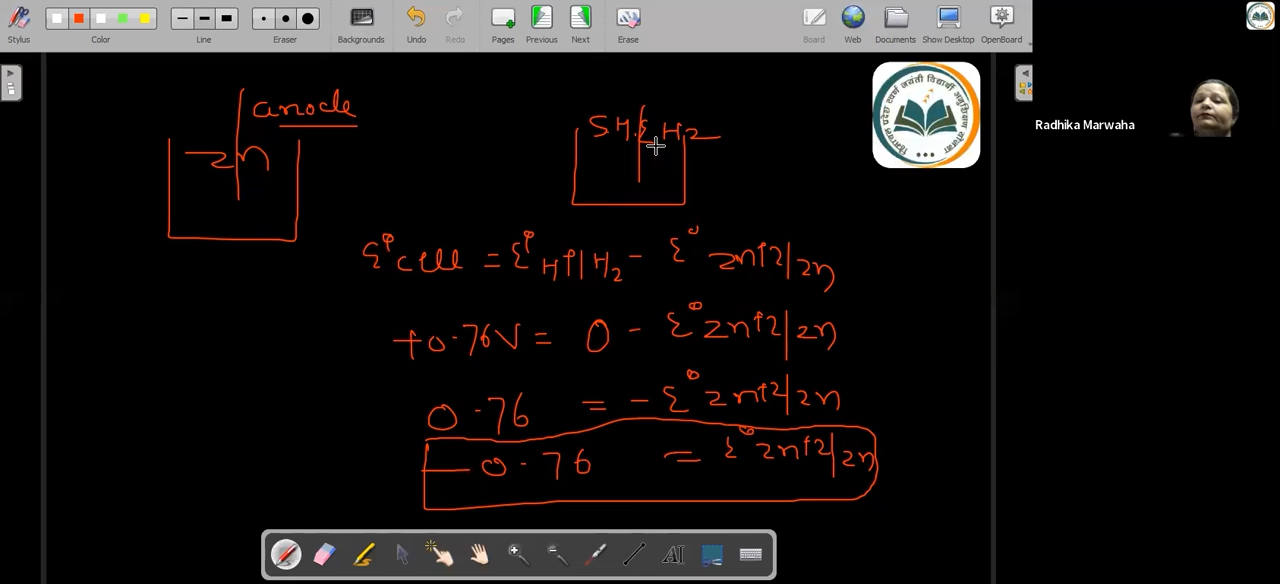 Stylus
Color
Line
Eraser
Backgrounds
Undo
Redo
Pages
Previous
Next
Erase
Board
Web
Documents
Show Desktop
OpenBoard
Radhika Marwaha
anode
Zn
SHE H2
E° cell = E° H+|H2 - E° Zn+2|Zn
+0.76V = 0 - E° Zn+2|Zn
0.76 = - E° Zn+2|Zn
-0.76 = E° Zn+2|Zn
AI